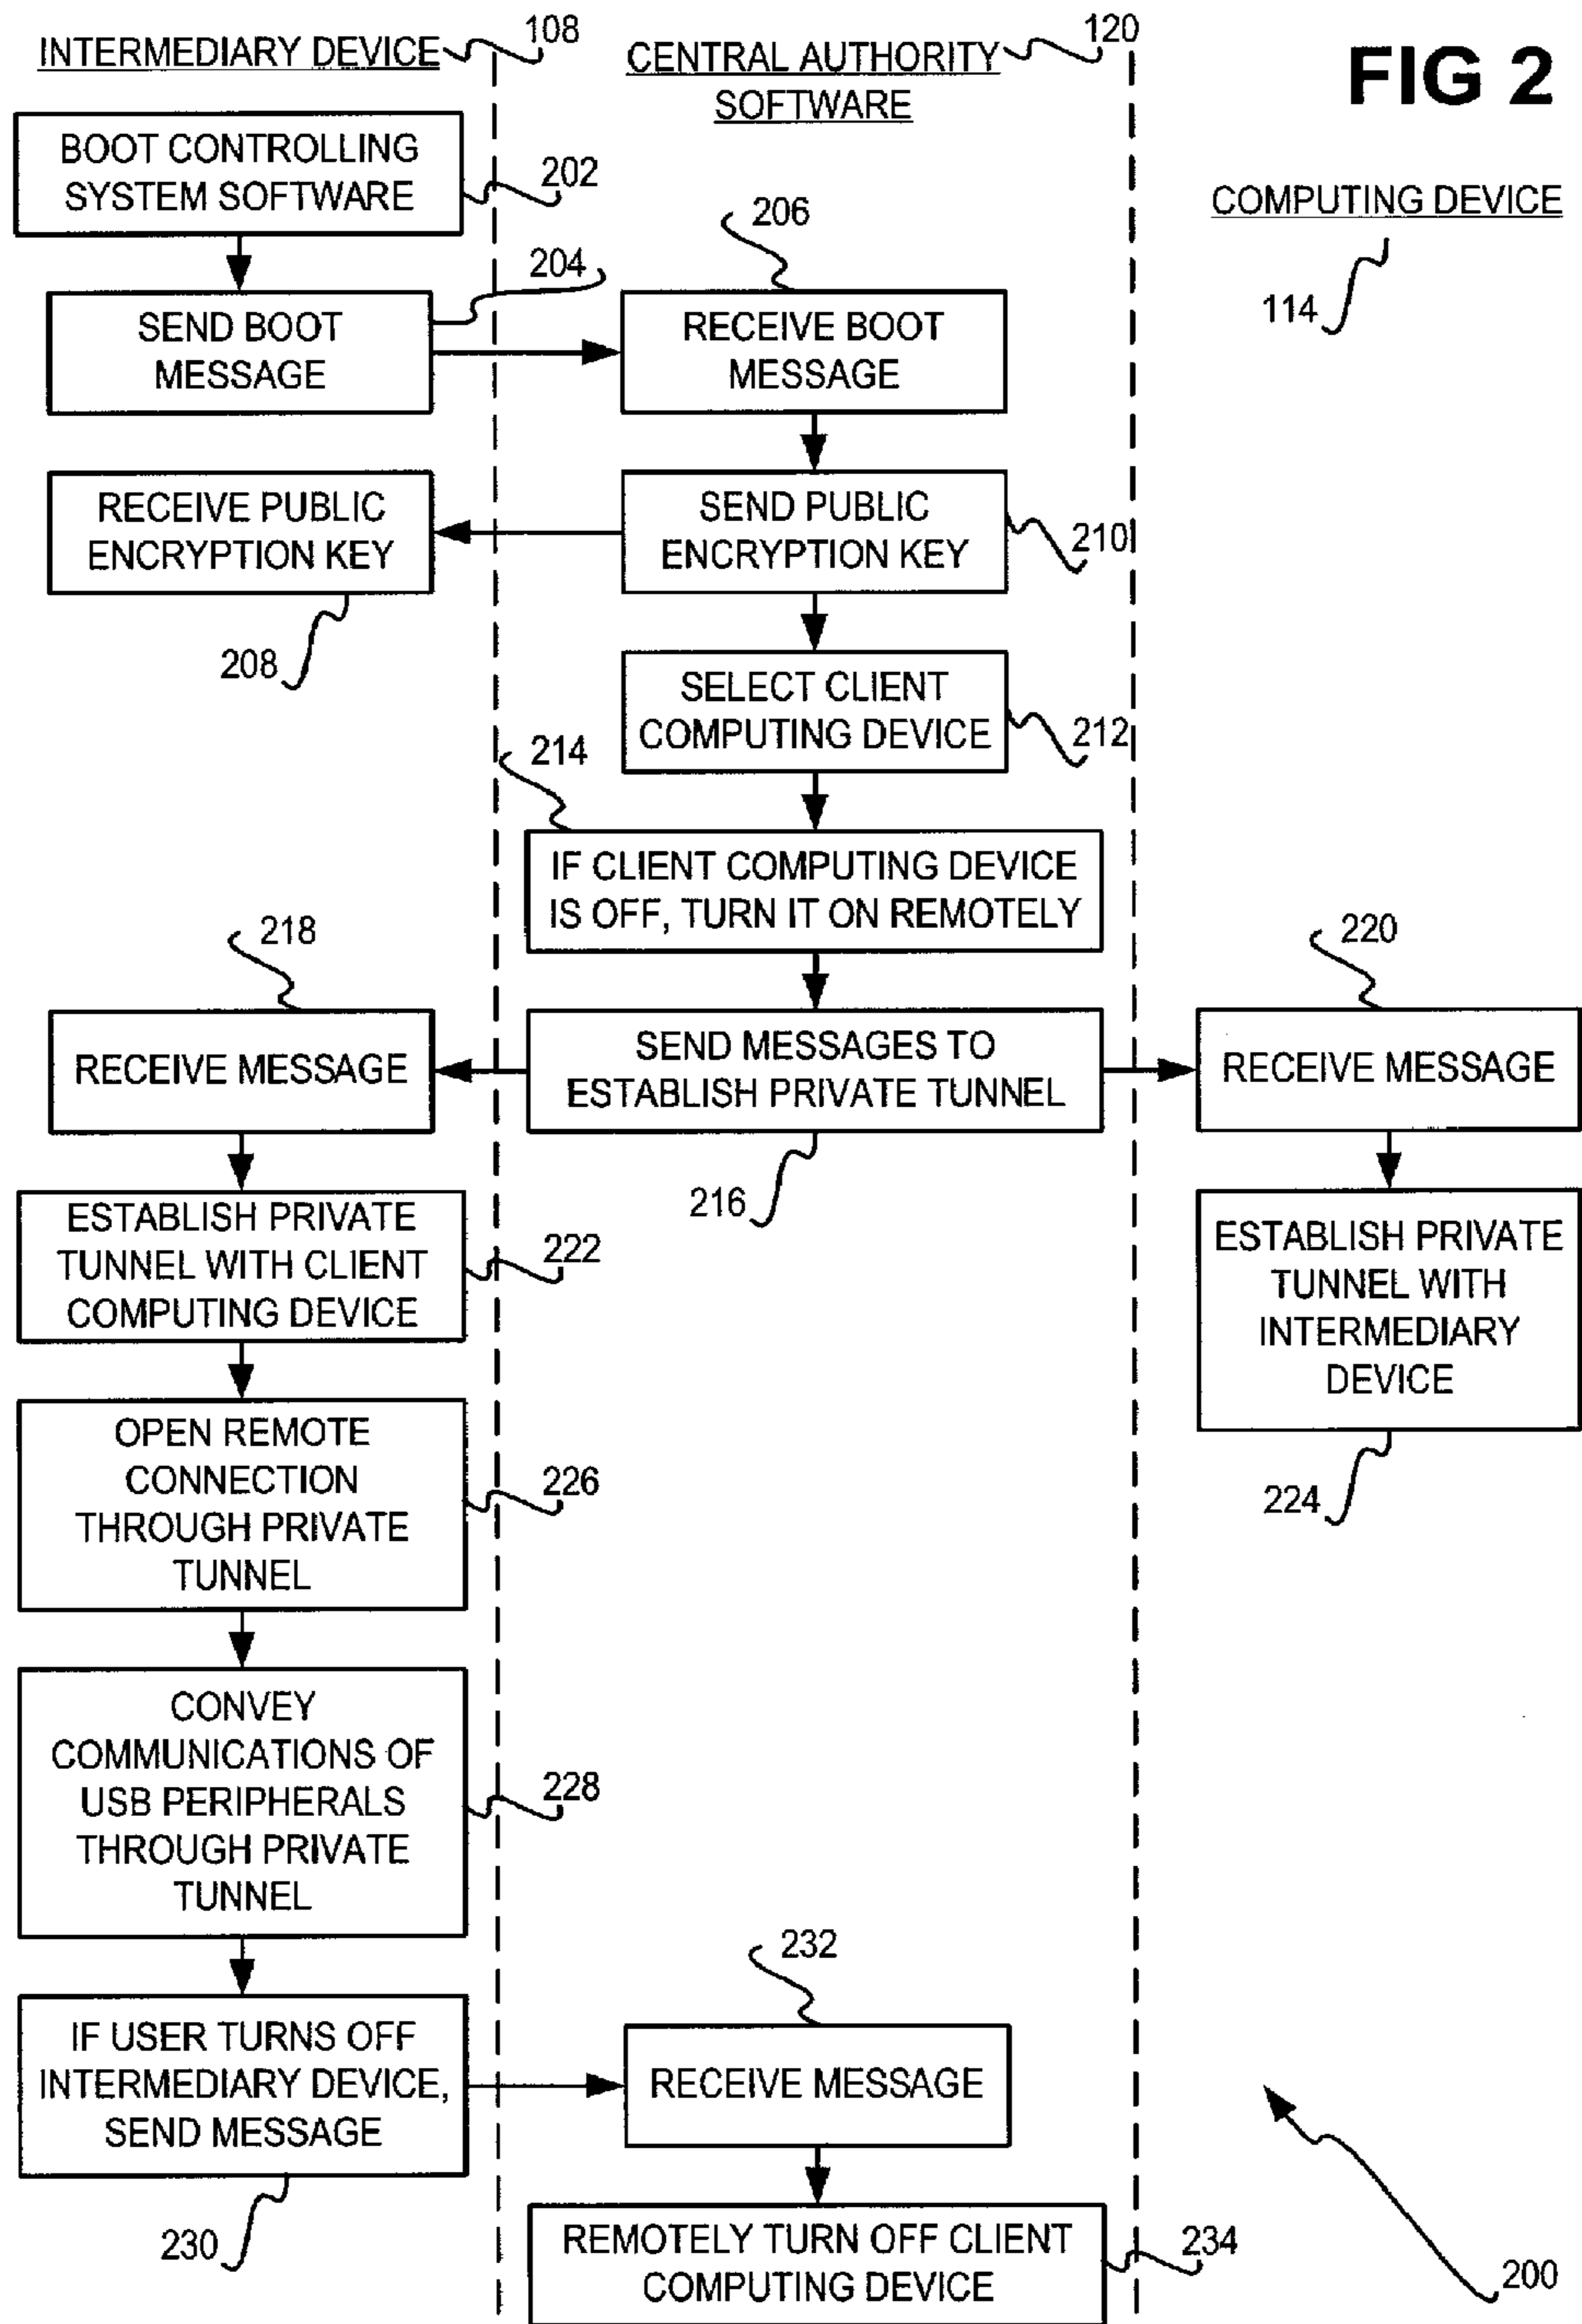 INTERMEDIARY DEVICE
108
CENTRAL AUTHORITY
SOFTWARE
120
FIG 2
COMPUTING DEVICE
114
BOOT CONTROLLING
SYSTEM SOFTWARE
202
SEND BOOT
MESSAGE
204
206
RECEIVE BOOT
MESSAGE
RECEIVE PUBLIC
ENCRYPTION KEY
208
SEND PUBLIC
ENCRYPTION KEY
210
SELECT CLIENT
COMPUTING DEVICE
212
214
IF CLIENT COMPUTING DEVICE
IS OFF, TURN IT ON REMOTELY
218
RECEIVE MESSAGE
SEND MESSAGES TO
ESTABLISH PRIVATE TUNNEL
216
220
RECEIVE MESSAGE
ESTABLISH PRIVATE
TUNNEL WITH CLIENT
COMPUTING DEVICE
222
ESTABLISH PRIVATE
TUNNEL WITH
INTERMEDIARY
DEVICE
224
OPEN REMOTE
CONNECTION
THROUGH PRIVATE
TUNNEL
226
CONVEY
COMMUNICATIONS OF
USB PERIPHERALS
THROUGH PRIVATE
TUNNEL
228
IF USER TURNS OFF
INTERMEDIARY DEVICE,
SEND MESSAGE
230
232
RECEIVE MESSAGE
REMOTELY TURN OFF CLIENT
COMPUTING DEVICE
234
200